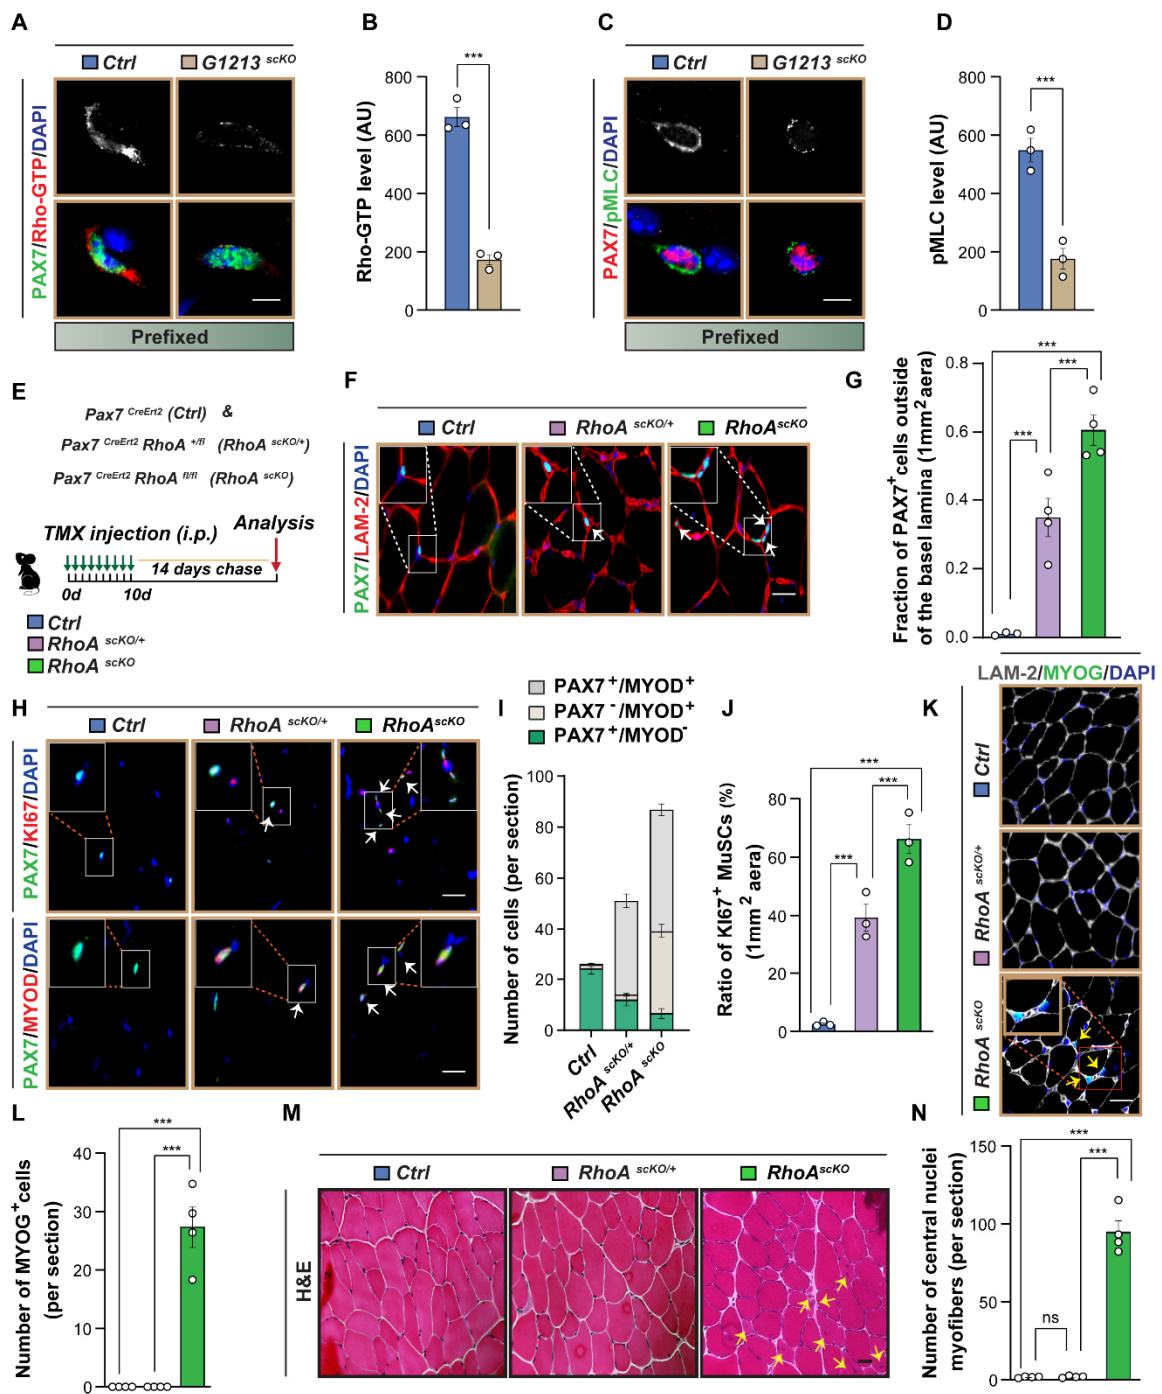 A
Ctrl
G1213 scKO
PAX7/Rho-GTP/DAPI
Prefixed
B
Rho-GTP level (AU)
800
600
400
200
0
***
C
Ctrl
G1213 scKO
PAX7/pMLC/DAPI
Prefixed
D
pMLC level (AU)
800
600
400
200
0
***
E
Pax7 CreErt2 (Ctrl) &
Pax7 CreErt2 RhoA +/fl (RhoA scKO/+)
Pax7 CreErt2 RhoA fl/fl (RhoA scKO)
TMX injection (i.p.)
Analysis
14 days chase
0d
10d
Ctrl
RhoA scKO/+
RhoA scKO
F
Ctrl
RhoA scKO/+
RhoAscKO
PAX7/LAM-2/DAPI
G
Fraction of PAX7+ cells outside
of the basel lamina (1mm2 aera)
0.8
0.6
0.4
0.2
0.0
***
***
***
H
Ctrl
RhoA scKO/+
RhoAscKO
PAX7/KI67/DAPI
PAX7/MYOD/DAPI
I
PAX7+/MYOD+
PAX7-/MYOD+
PAX7+/MYOD-
Number of cells (per section)
100
80
60
40
20
0
Ctrl
RhoA scKO/+
RhoA scKO
J
Ratio of KI67+ MuSCs (%)
(1mm2 aera)
80
60
40
20
0
***
***
***
K
LAM-2/MYOG/DAPI
Ctrl
RhoA scKO/+
RhoA scKO
L
Number of MYOG+cells
(per section)
40
30
20
10
0
***
***
M
Ctrl
RhoA scKO/+
RhoAscKO
H&E
N
Number of central nuclei
myofibers (per section)
150
100
50
0
***
***
ns